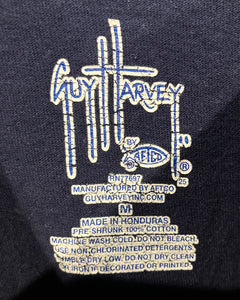 GUY HARVEY
BY
AFTCO
®
25
RN77697
MANUFACTURED BY AFTCO
GUYHARVEYINC.COM
M
MADE IN HONDURAS
PRE-SHRUNK 100% COTTON
MACHINE WASH COLD. DO NOT BLEACH
USE NON-CHLORINATED DETERGENTS.
TUMBLE DRY LOW. DO NOT DRY CLEAN
IRON IF DECORATED OR PRINTED.